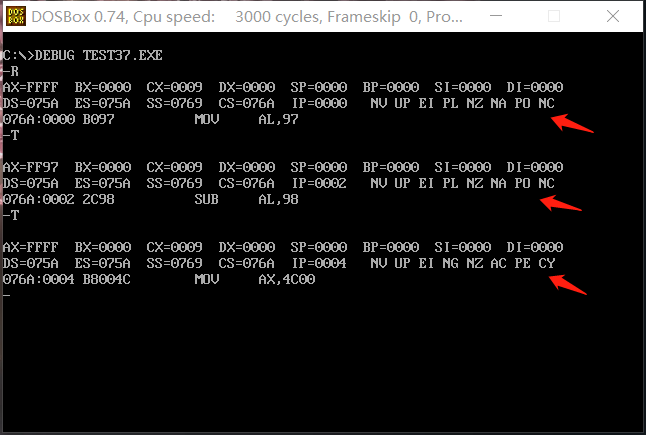 DOS BOX DOSBox 0.74, Cpu speed: 3000 cycles, Frameskip 0, Pro...
C:\>DEBUG TEST37.EXE
-R
AX=FFFF BX=0000 CX=0009 DX=0000 SP=0000 BP=0000 SI=0000 DI=0000
DS=075A ES=075A SS=0769 CS=076A IP=0000 NV UP EI PL NZ NA PO NC
076A:0000 B097 MOV AL,97
-T
AX=FF97 BX=0000 CX=0009 DX=0000 SP=0000 BP=0000 SI=0000 DI=0000
DS=075A ES=075A SS=0769 CS=076A IP=0002 NV UP EI PL NZ NA PO NC
076A:0002 2C98 SUB AL,98
-T
AX=FFFF BX=0000 CX=0009 DX=0000 SP=0000 BP=0000 SI=0000 DI=0000
DS=075A ES=075A SS=0769 CS=076A IP=0004 NV UP EI NG NZ AC PE CY
076A:0004 B8004C MOV AX,4C00
-